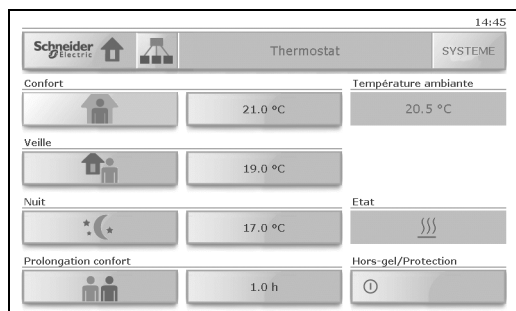 14:45
Schneider Electric Thermostat SYSTEME
Confort Température ambiante
21.0 °C 20.5 °C
Veille
19.0 °C
Nuit Etat
17.0 °C
Prolongation confort Hors-gel/Protection
1.0 h